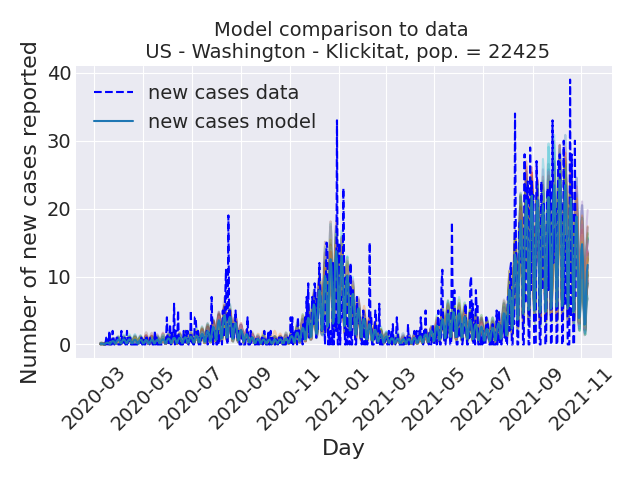 Model comparison to data
US - Washington - Klickitat, pop. = 22425
Number of new cases reported
40
30
20
10
0
new cases data
new cases model
2020-03
2020-05
2020-07
2020-09
2020-11
2021-01
2021-03
2021-05
2021-07
2021-09
2021-11
Day